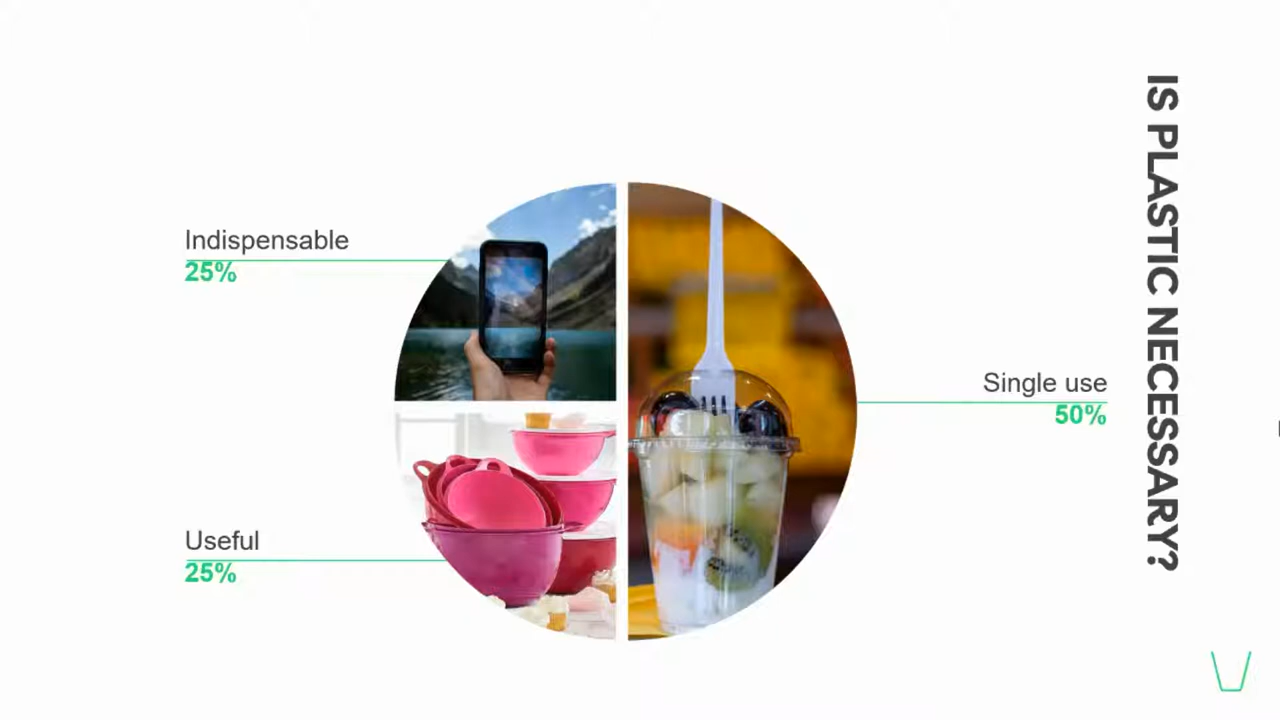 IS PLASTIC NECESSARY?
Indispensable
25%
Useful
25%
Single use
50%